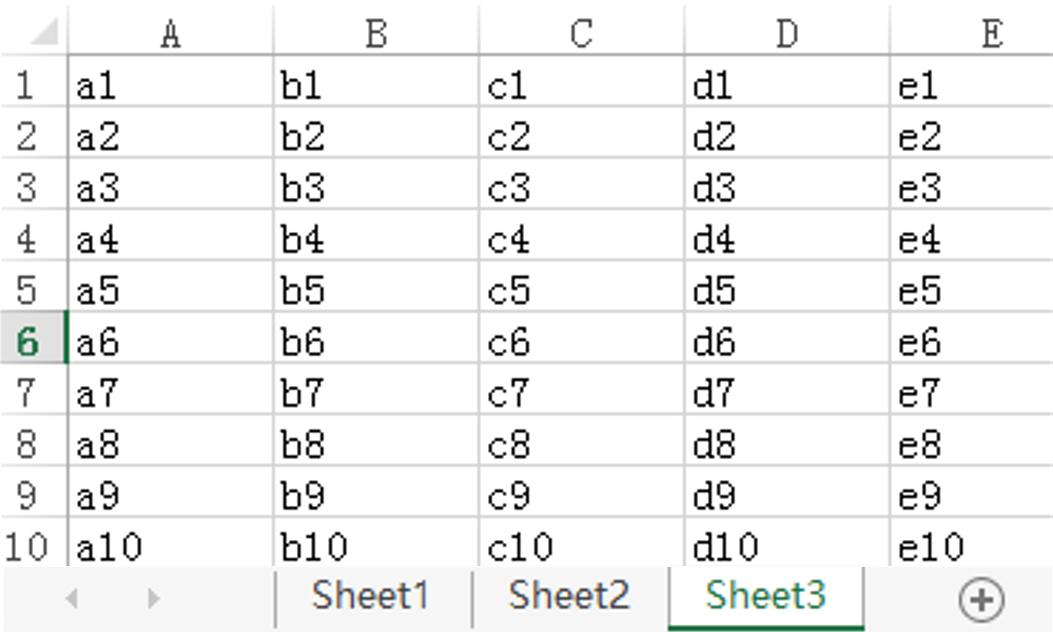 A B C D E
1 a1 b1 c1 d1 e1
2 a2 b2 c2 d2 e2
3 a3 b3 c3 d3 e3
4 a4 b4 c4 d4 e4
5 a5 b5 c5 d5 e5
6 a6 b6 c6 d6 e6
7 a7 b7 c7 d7 e7
8 a8 b8 c8 d8 e8
9 a9 b9 c9 d9 e9
10 a10 b10 c10 d10 e10
Sheet1 Sheet2 Sheet3